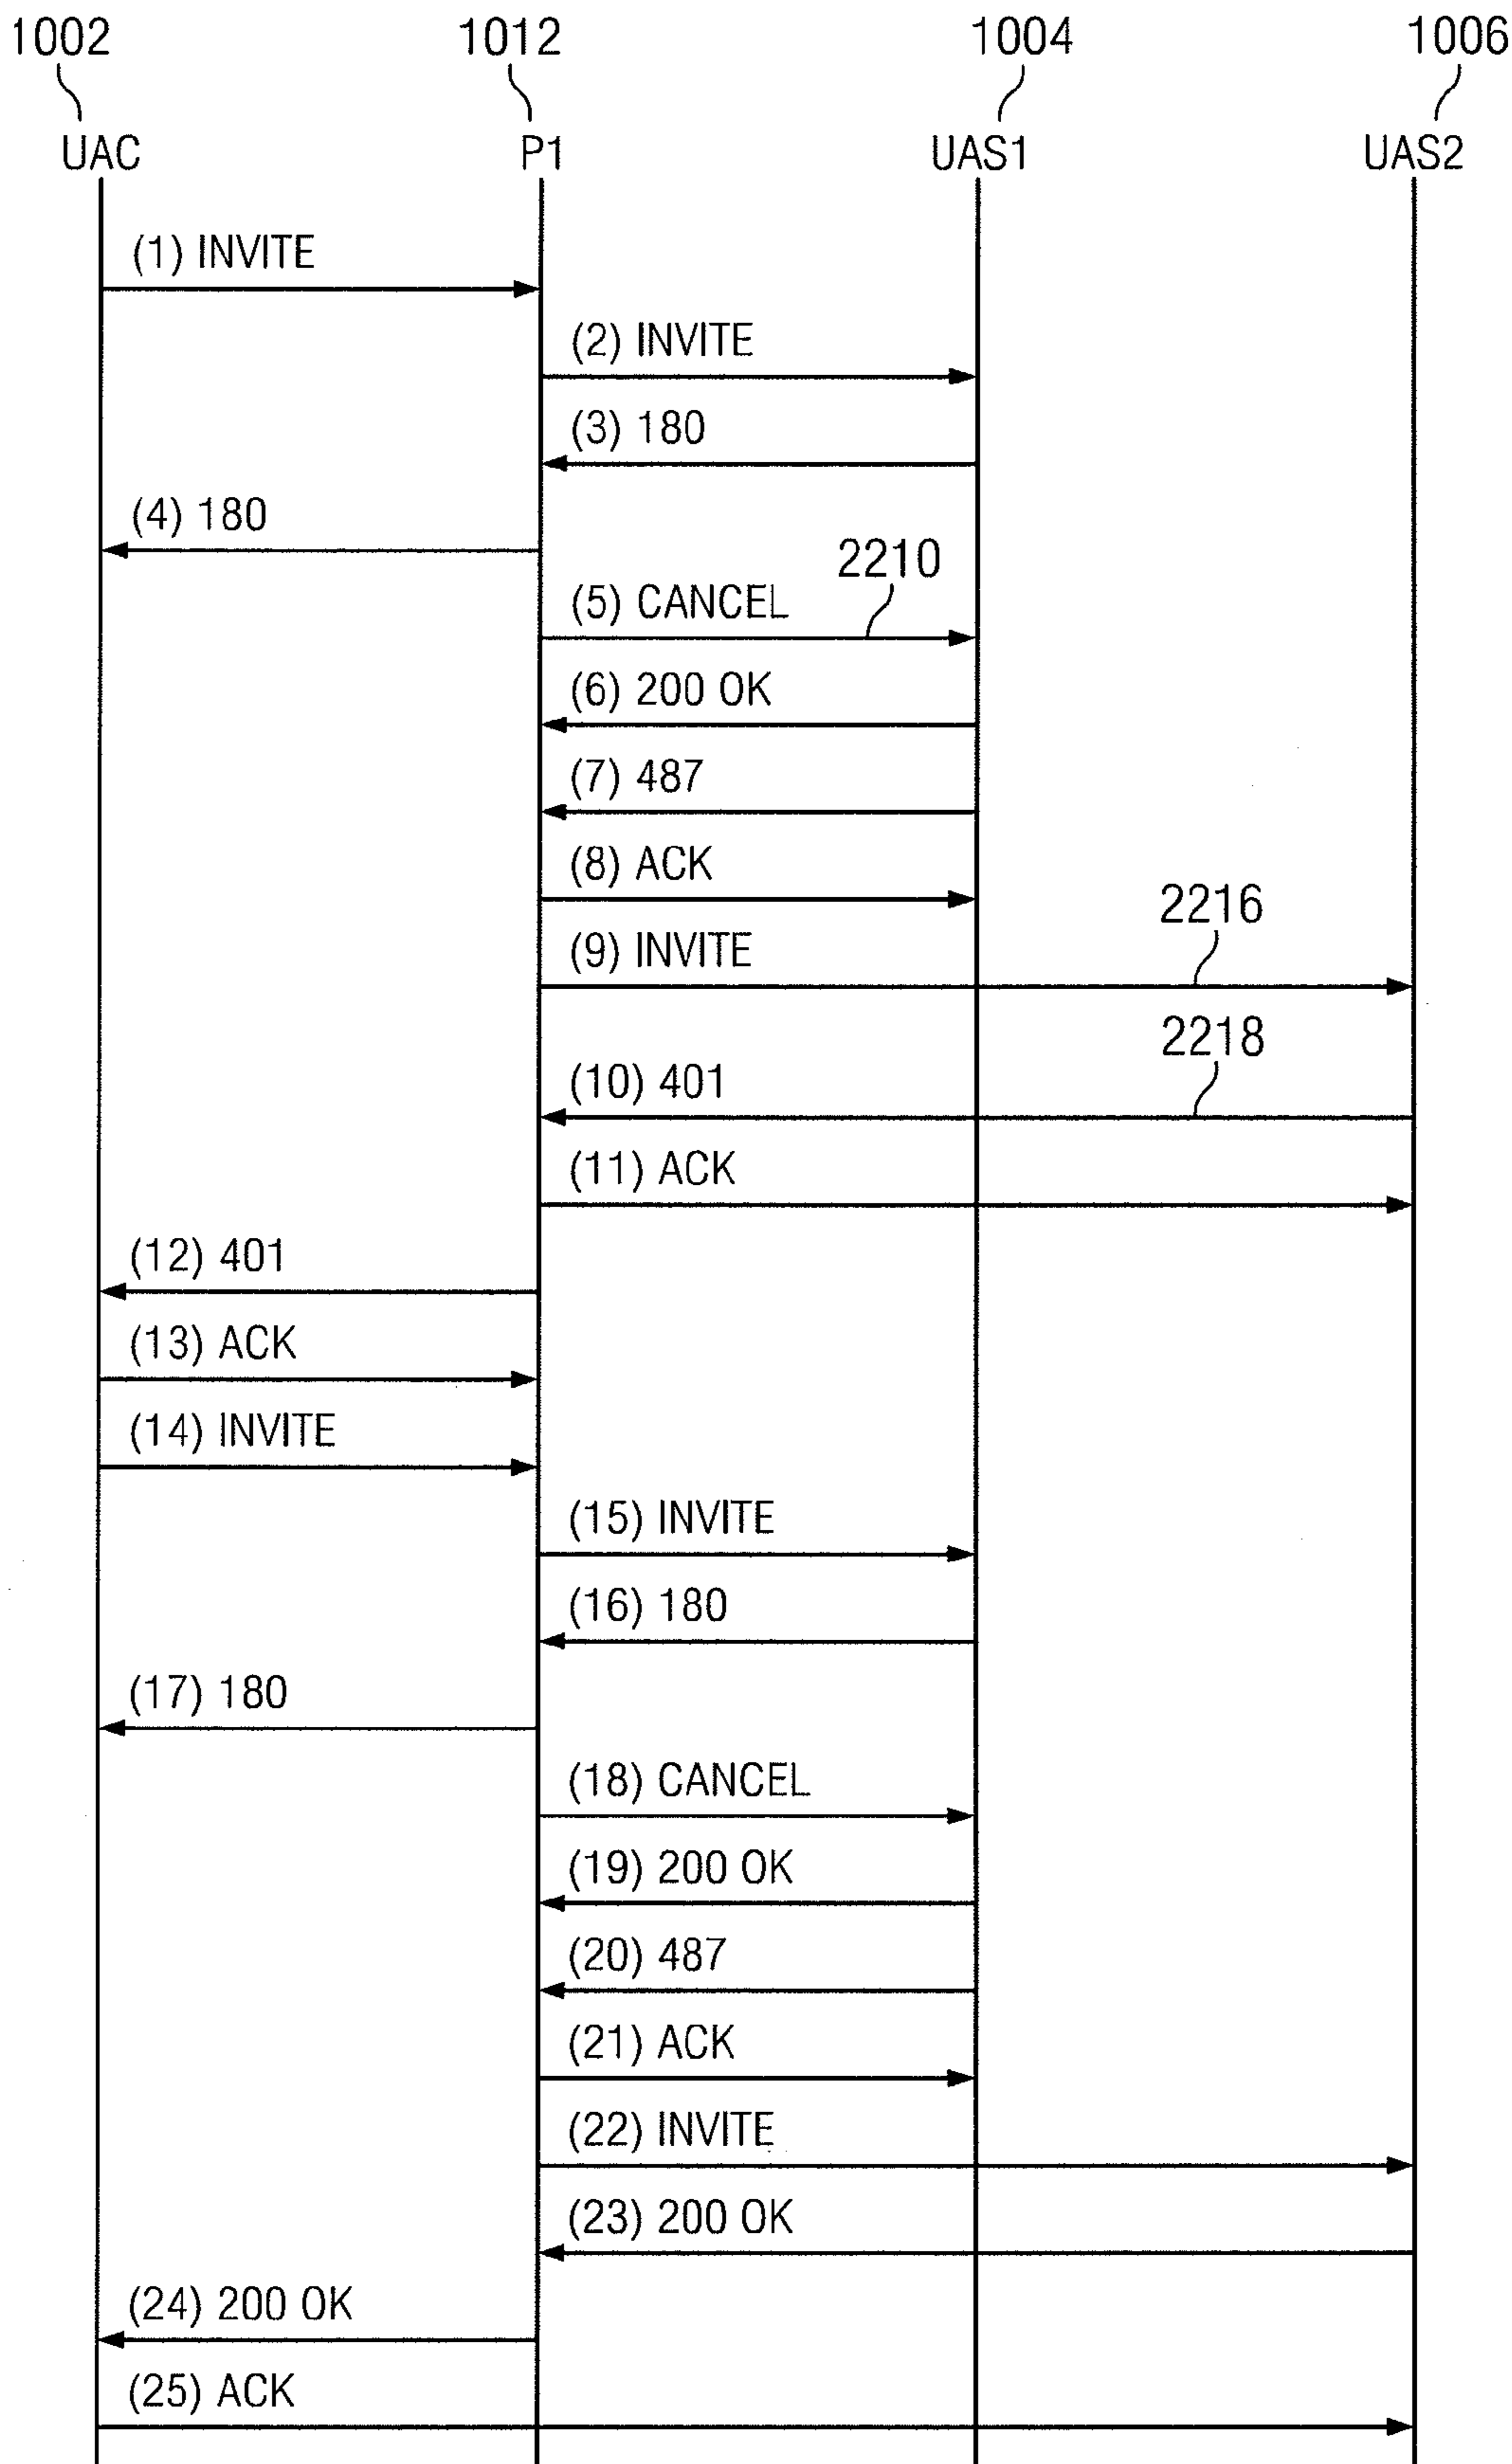 1002 1012 1004 1006
UAC P1 UAS1 UAS2
(1) INVITE
(2) INVITE
(3) 180
(4) 180
2210
(5) CANCEL
(6) 200 OK
(7) 487
(8) ACK
2216
(9) INVITE
2218
(10) 401
(11) ACK
(12) 401
(13) ACK
(14) INVITE
(15) INVITE
(16) 180
(17) 180
(18) CANCEL
(19) 200 OK
(20) 487
(21) ACK
(22) INVITE
(23) 200 OK
(24) 200 OK
(25) ACK